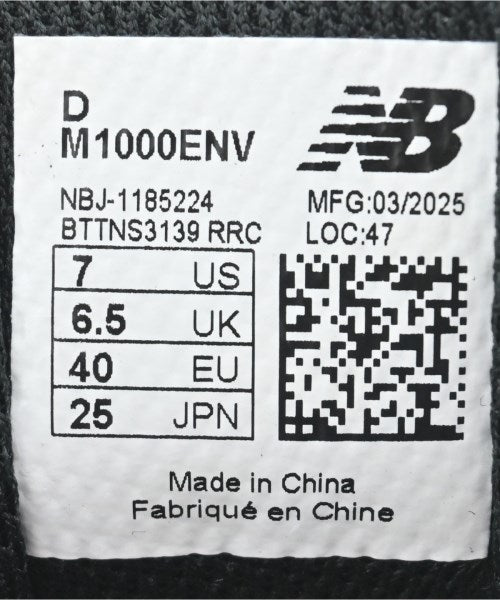 D
M1000ENV
NB
NBJ-1185224
MFG:03/2025
BTTNS3139 RRC
LOC:47
7 US
6.5 UK
40 EU
25 JPN
Made in China
Fabriqué en Chine